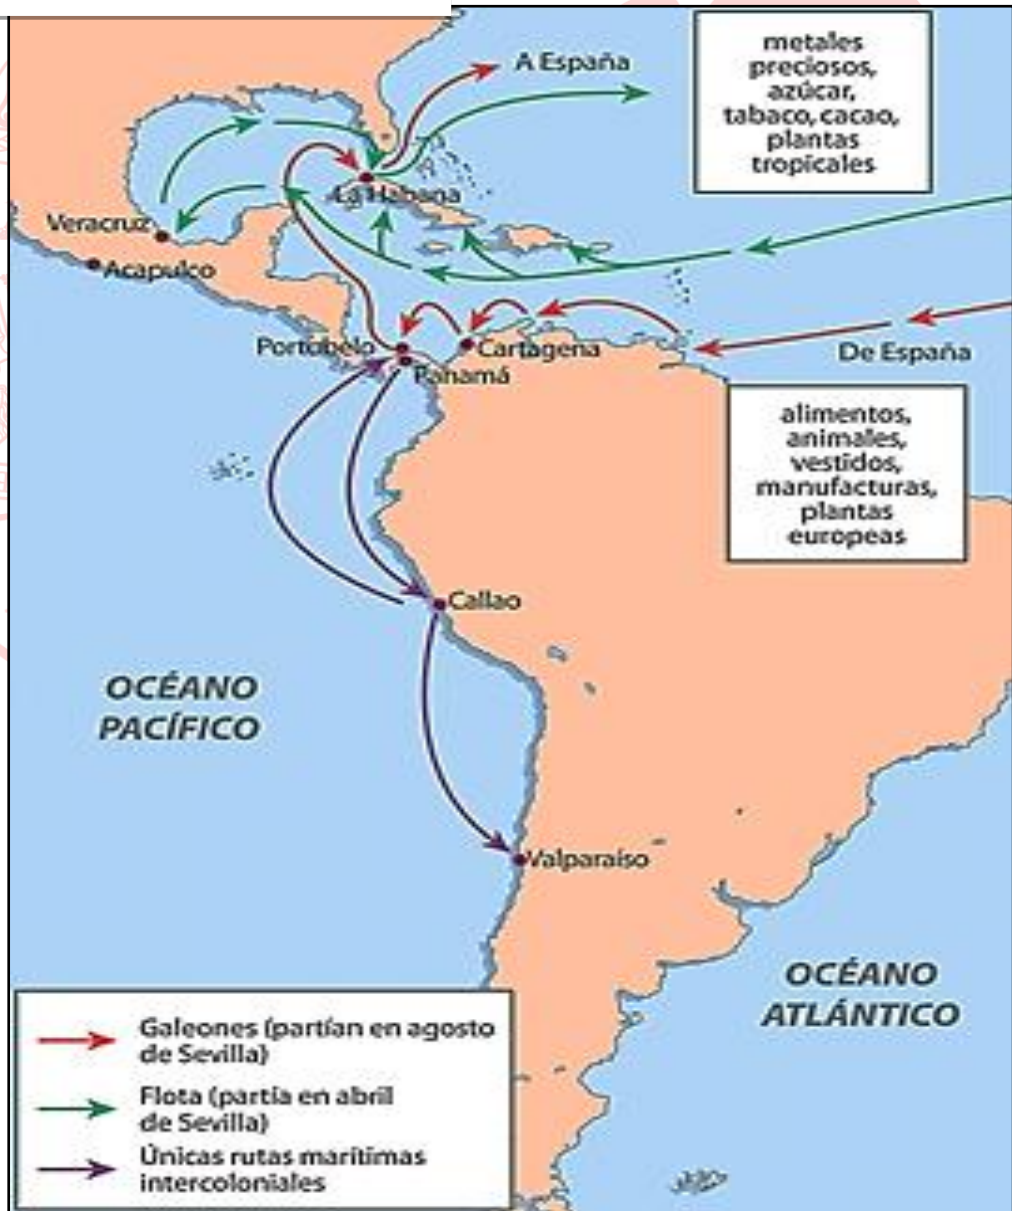 A España
metales
preciosos,
azúcar,
tabaco, cacao,
plantas
tropicales
La Habana
Veracruz
Acapulco
Portobelo
Cartagena
Panamá
De España
alimentos,
animales,
vestidos,
manufacturas,
plantas
europeas
Callao
OCÉANO
PACÍFICO
Valparaíso
OCÉANO
ATLÁNTICO
Galeones (partían en agosto
de Sevilla)
Flota (partía en abril
de Sevilla)
Únicas rutas marítimas
intercoloniales